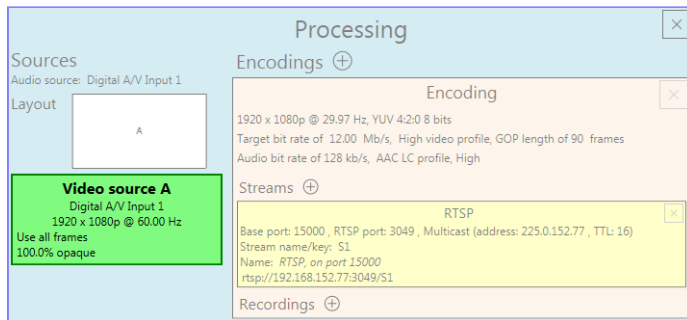 Processing
Sources
Audio source: Digital A/V Input 1
Layout
A
Video source A
Digital A/V Input 1
1920 x 1080p @ 60.00 Hz
Use all frames
100.0% opaque
Encodings
Encoding
1920 x 1080p @ 29.97 Hz, YUV 4:2:0 8 bits
Target bit rate of 12.00 Mb/s, High video profile, GOP length of 90 frames
Audio bit rate of 128 kb/s, AAC LC profile, High
Streams
RTSP
Base port: 15000 , RTSP port: 3049 , Multicast (address: 225.0.152.77 , TTL: 16)
Stream name/key: S1
Name: RTSP, on port 15000
rtsp://192.168.152.77:3049/S1
Recordings